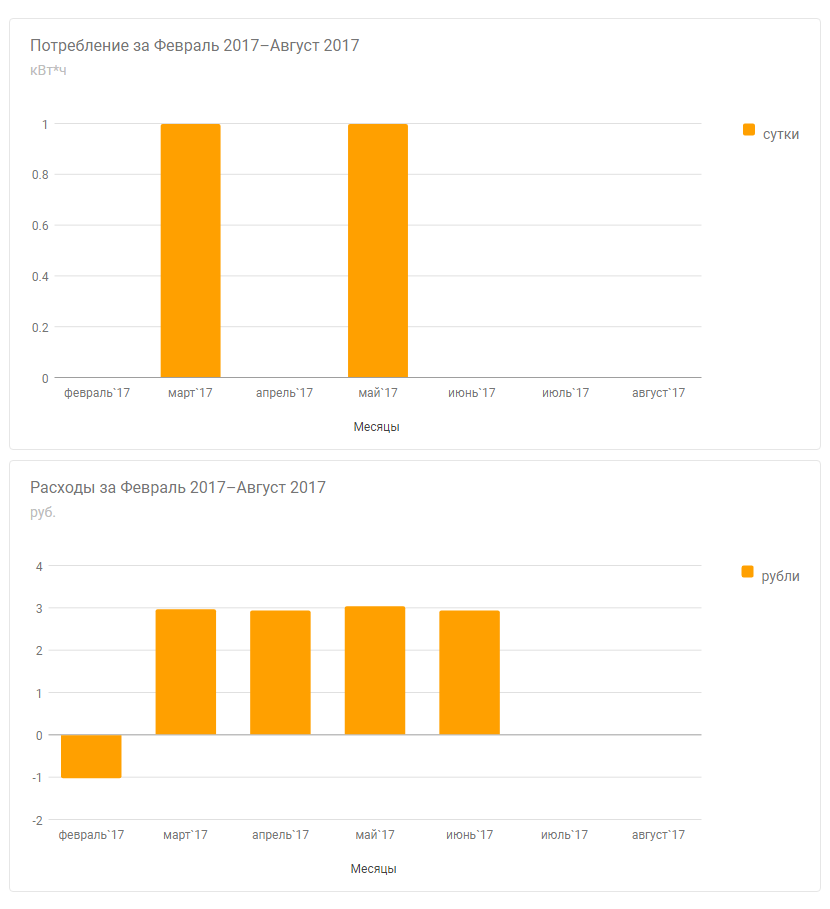 Потребление за Февраль 2017–Август 2017
кВт*ч
1
0.8
0.6
0.4
0.2
0
сутки
февраль`17 март`17 апрель`17 май`17 июнь`17 июль`17 август`17
Месяцы
Расходы за Февраль 2017–Август 2017
руб.
4
3
2
1
0
-1
-2
рубли
февраль`17 март`17 апрель`17 май`17 июнь`17 июль`17 август`17
Месяцы